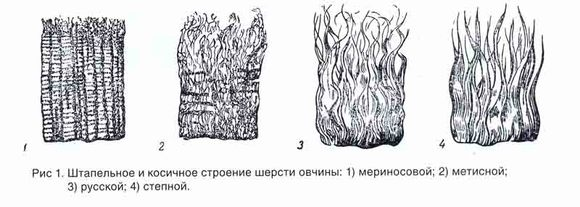 1 2 3 4
Рис 1. Штапельное и косичное строение шерсти овчины: 1) мериносовой; 2) метисной;
3) русской; 4) степной.